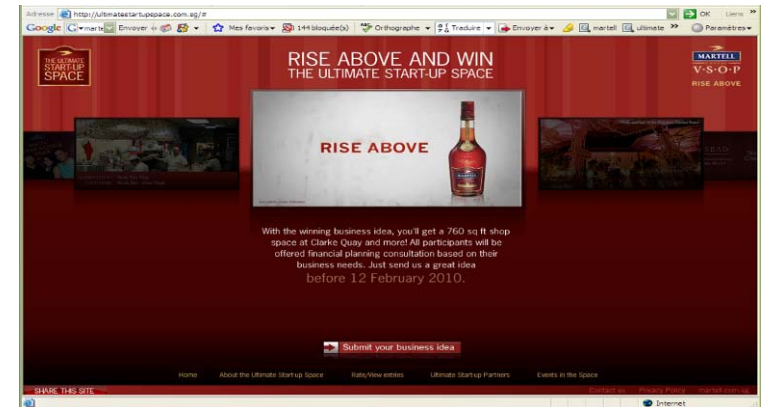 Adresse http://ultimatestartupspace.com.sg/# OK Liens »
Google Envoyer Mes favoris 144 bloquée(s) Orthographe Traduire Envoyer à martell ultimate » Paramètres
THE ULTIMATE
START-UP
SPACE
RISE ABOVE AND WIN
THE ULTIMATE START-UP SPACE
MARTELL
V·S·O·P
RISE ABOVE
RISE ABOVE
MARTELL
With the winning business idea, you'll
get a 760 sq ft shop
space at Clarke Quay and more! All participants will be
offered financial planning consultation based on their
business needs. Just send us a great idea
before 12 February 2010.
Submit your business idea
Home About the Ultimate Startup Space Rate/View entries Ultimate Start-up Partners Events in the Space
SHARE THIS SITE Contact us Privacy Policy martell.com.sg
Internet